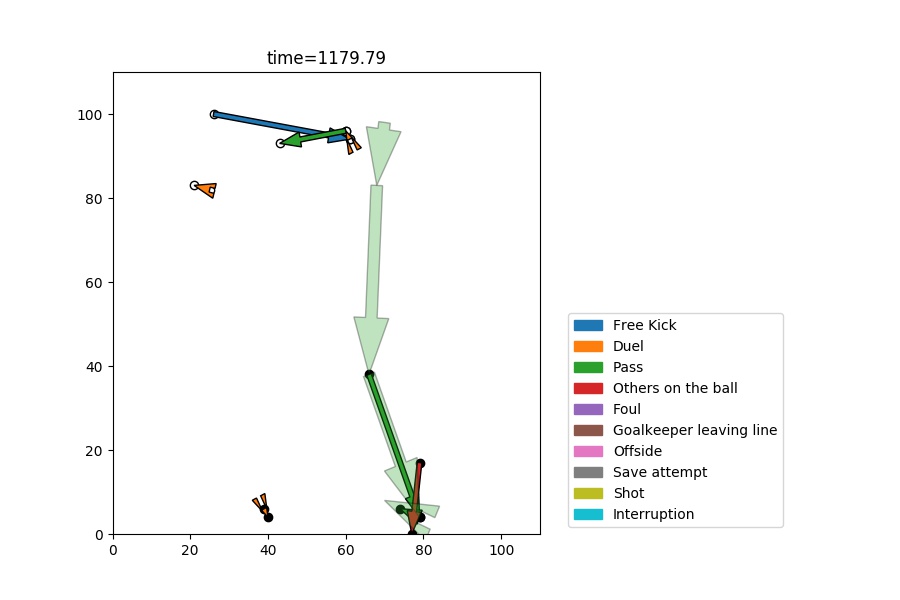 time=1179.79
100
80
60
40
20
0
0 20 40 60 80 100
Free Kick
Duel
Pass
Others on the ball
Foul
Goalkeeper leaving line
Offside
Save attempt
Shot
Interruption